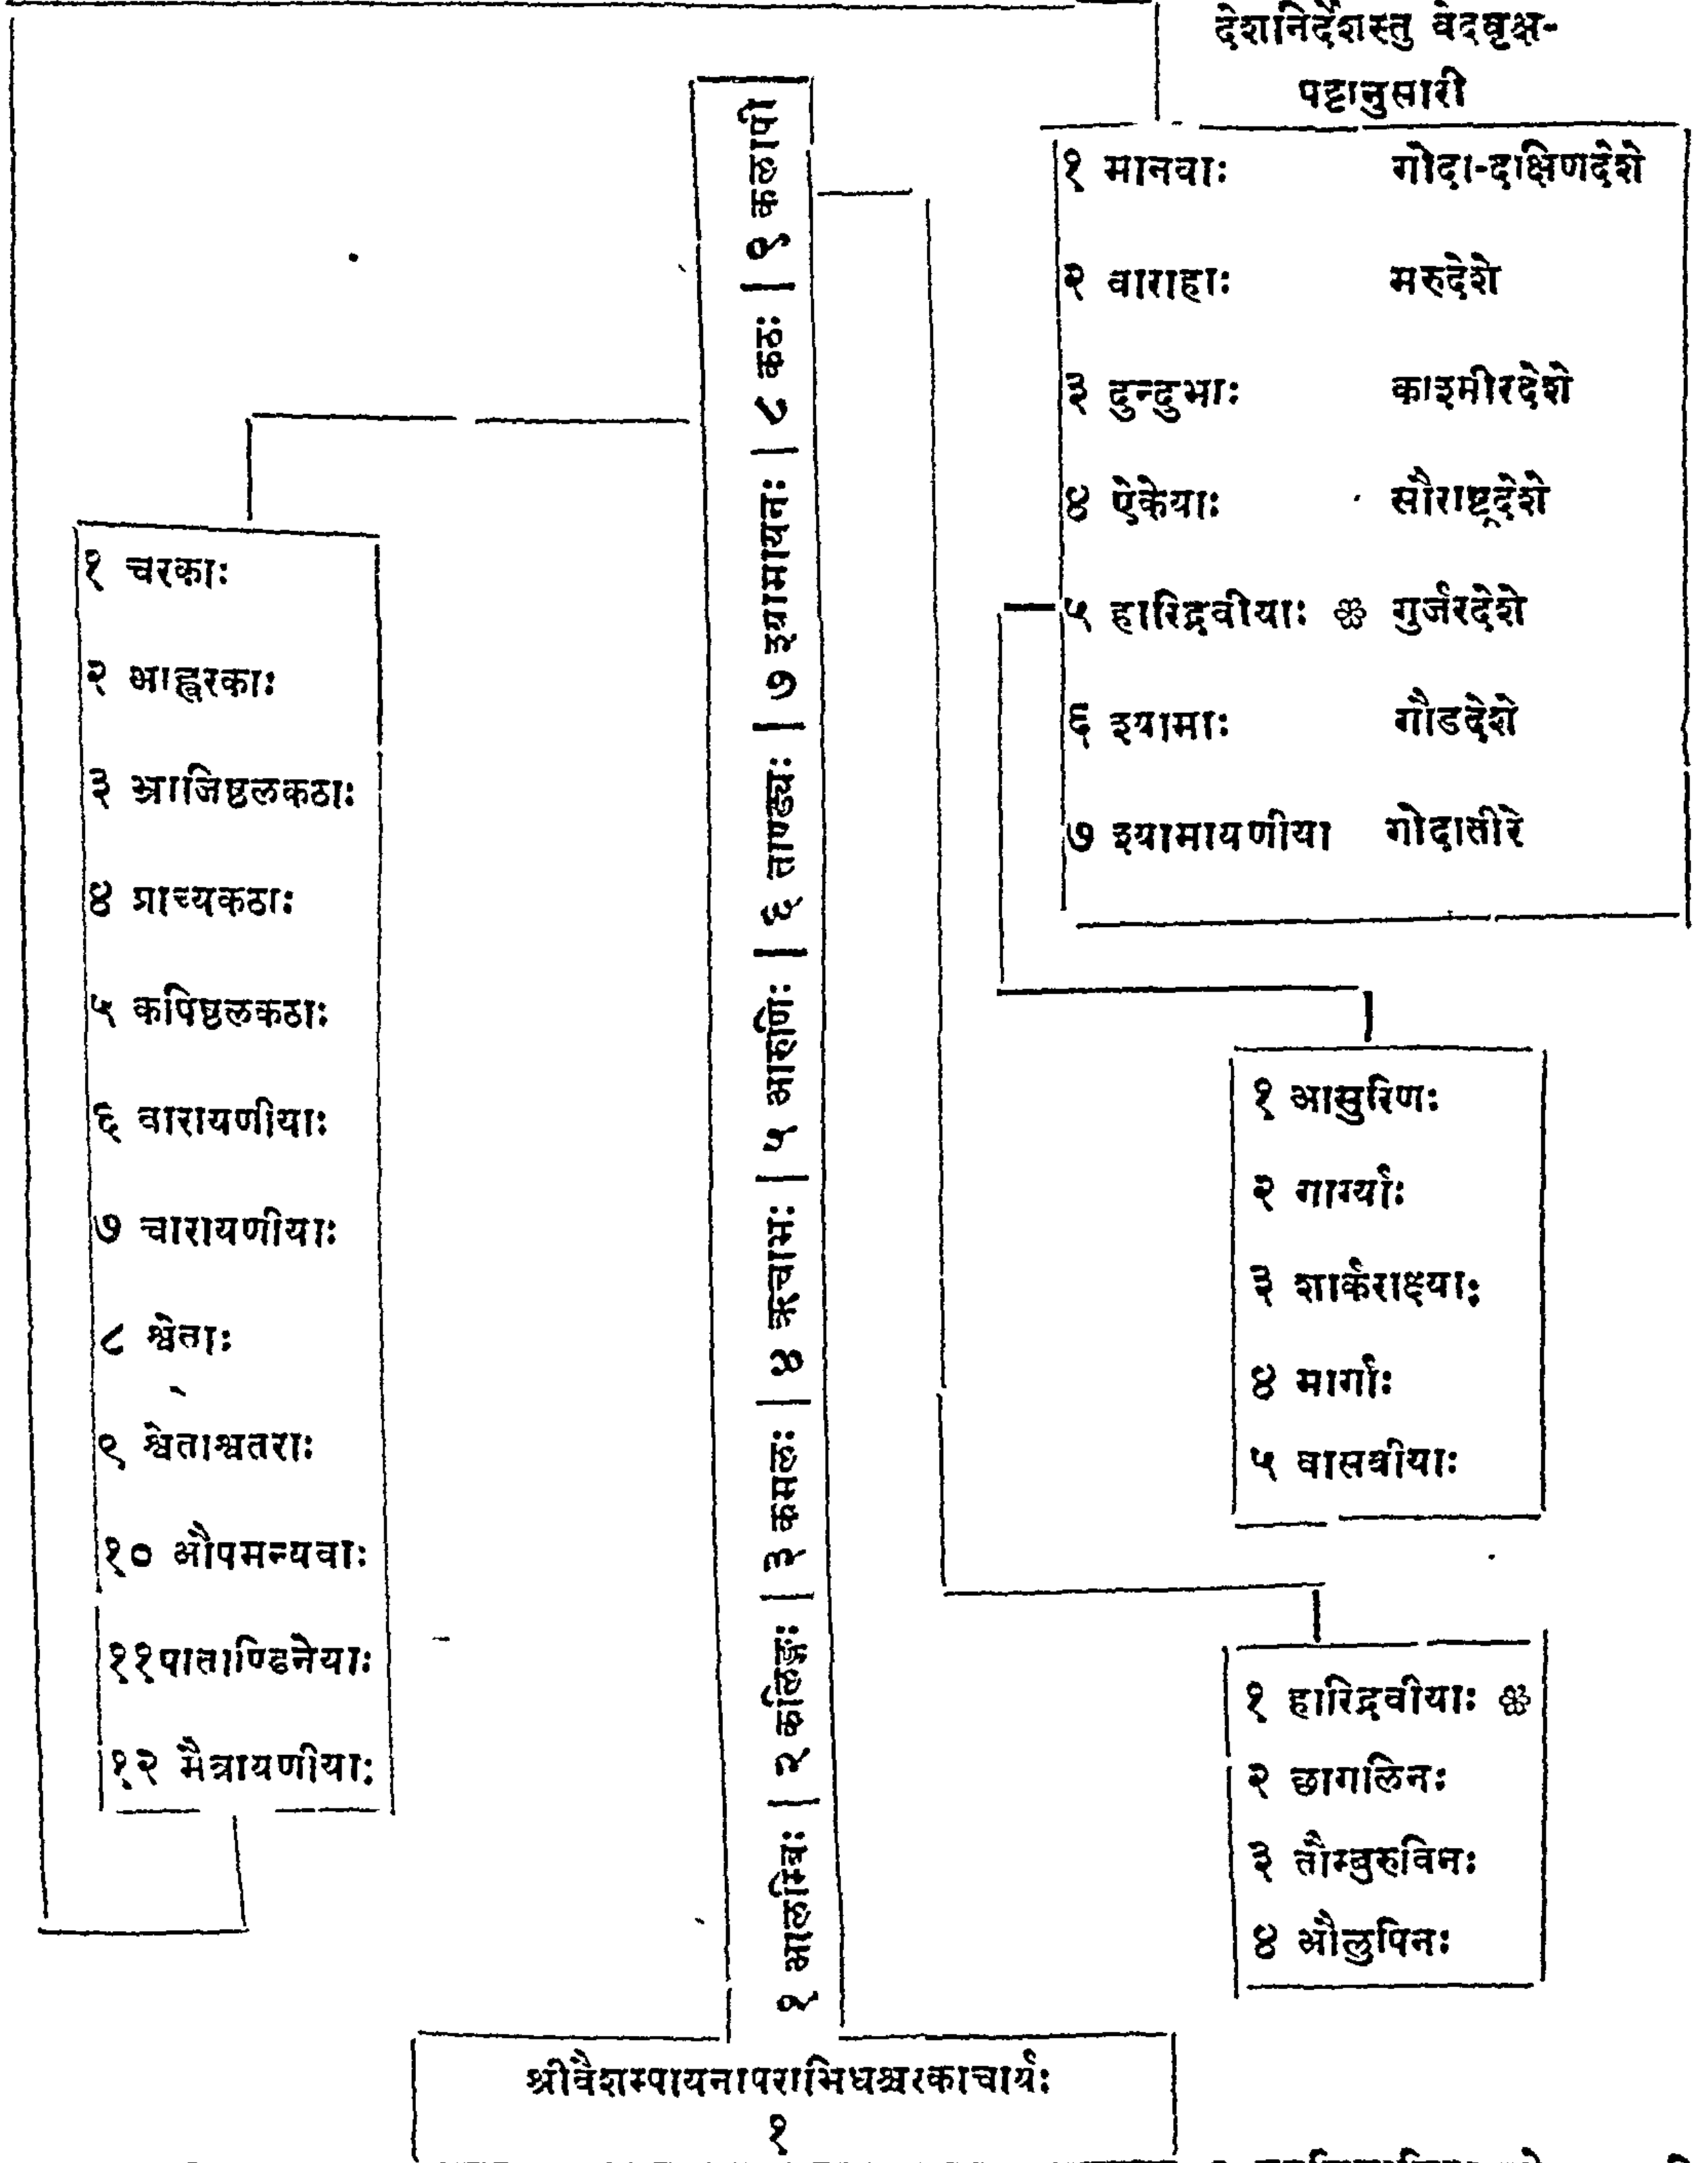 देशनिर्देशस्तु वेदवृक्ष-
पट्टानुसारी
१ मानवाः गोदा-दक्षिणदेशे
२ वाराहाः मरुदेशे
३ दुन्दुभाः काश्मीरदेशे
४ ऐकेयाः सौराष्ट्रदेशे
५ हारिद्रवीयाः ❀ गुर्जरदेशे
६ श्यामाः गौडदेशे
७ श्यामायणीया गोदातीरे
१ आलम्बिः | २ कलिङ्गः | ३ कमलः | ४ ऋचाभः | ५ आरुणिः | ६ ताण्ड्यः | ७ श्यामायनः | ८ कठः | ९ कलापी
१ चरकाः
२ आह्वरकाः
३ भ्राजिष्ठलकठाः
४ प्राच्यकठाः
५ कपिष्ठलकठाः
६ वारायणीयाः
७ चारायणीयाः
८ श्वेताः
९ श्वेताश्वतराः
१० औपमन्यवाः
११ पाताण्डिनेयाः
१२ मैत्रायणीयाः
१ आसुरिणः
२ गार्ग्याः
३ शार्कराक्ष्याः
४ मार्गाः
५ वासवीयाः
१ हारिद्रवीयाः ❀
२ छागलिनः
३ तौम्बुरुविनः
४ औलुपिनः
श्रीवैशम्पायनापराभिधश्चरकाचार्यः
१